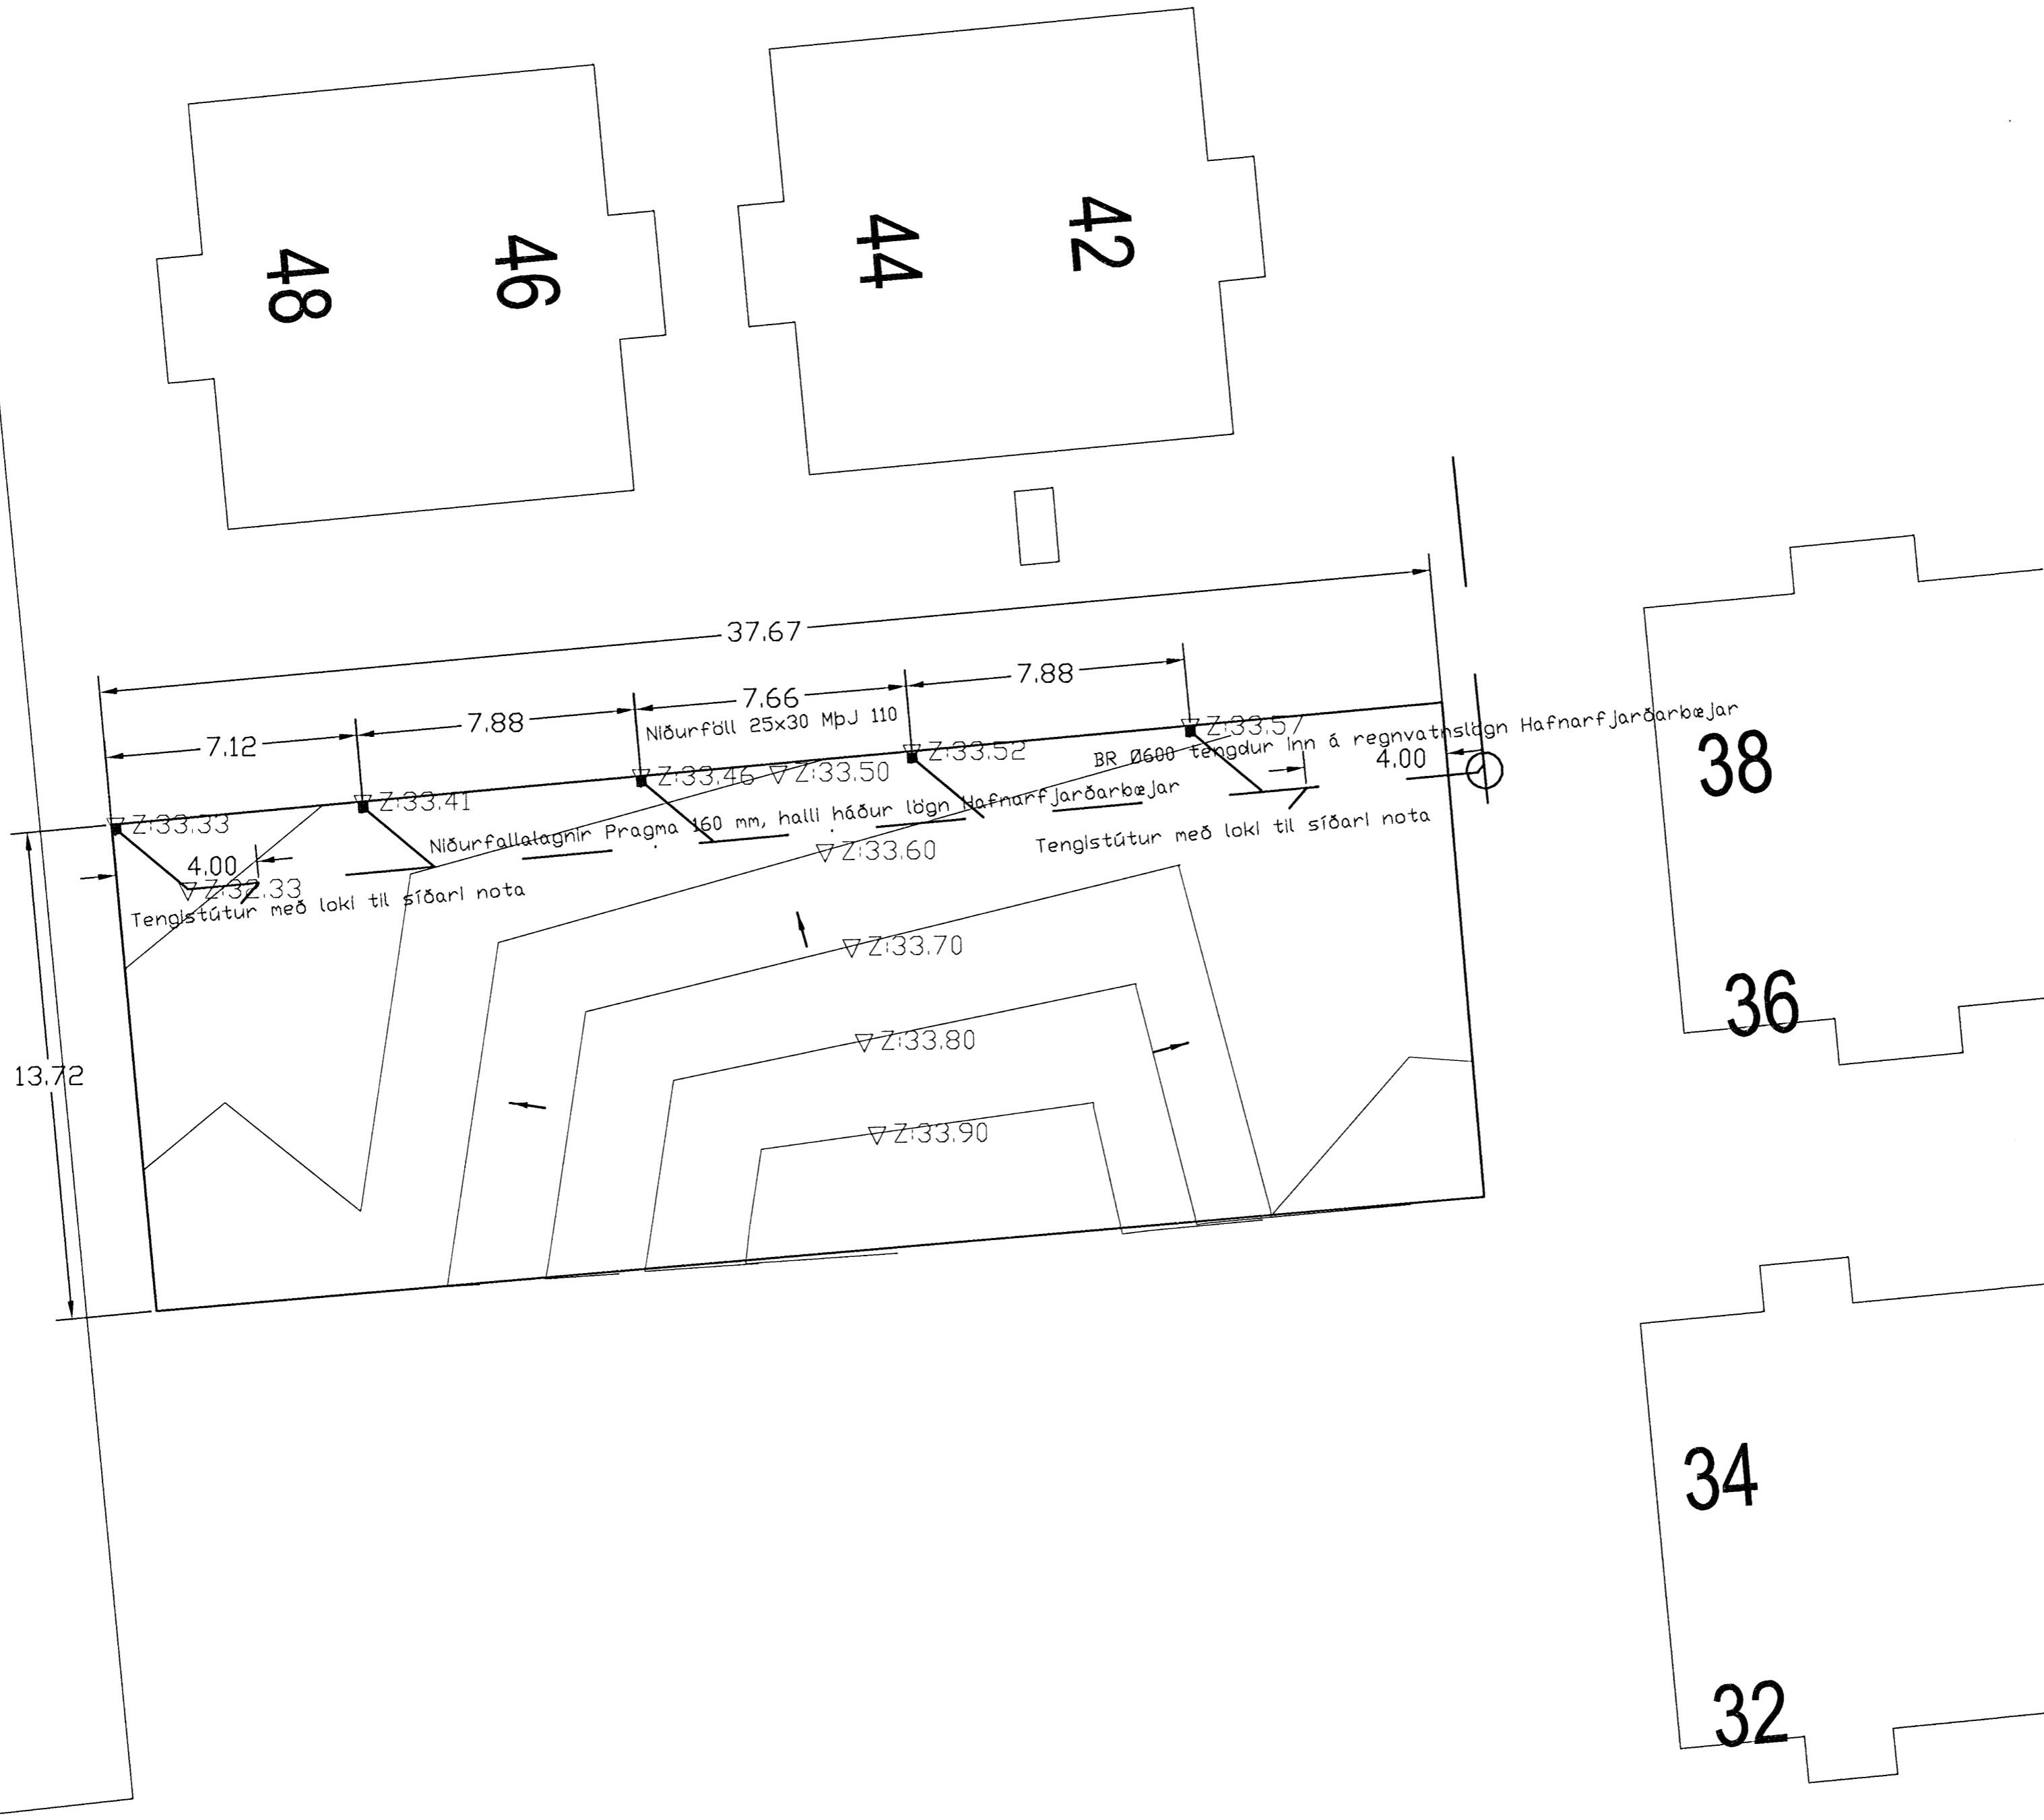 48
46
44
42
37.67
7.12
7.88
7.66
7.88
Niðurföll 25x30 MÞJ 110
Z:33.57
BR Ø600 tengdur inn á regnvatnslögn Hafnarfjarðarbæjar
4.00
38
Z:33.52
Z:33.46
Z:33.50
Z:33.41
Z:33.33
Niðurfallalagnir Pragma 160 mm, halli háður lögn Hafnarfjarðarbæjar
Tengistútur með loki til síðari nota
Z:33.60
4.00
Z:32.33
Tengistútur með loki til síðari nota
Z:33.70
36
Z:33.80
13.72
Z:33.90
34
32